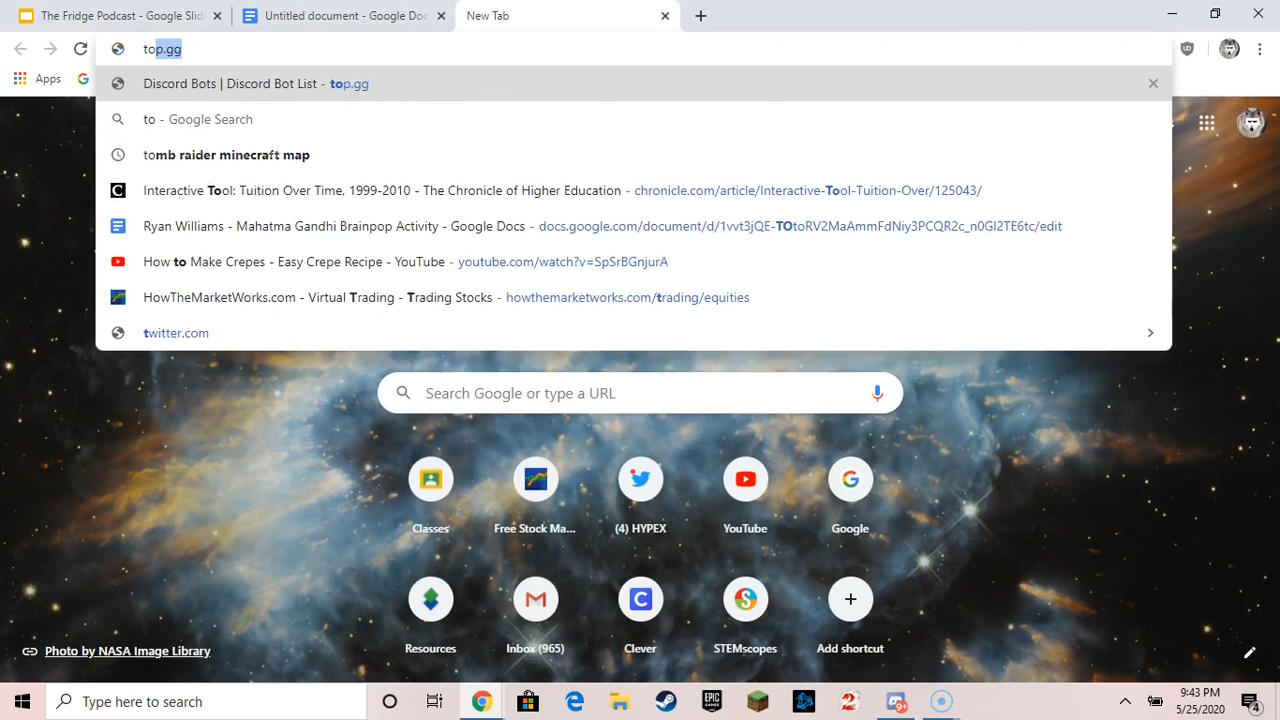 The Fridge Podcast - Google Slid
Untitled document - Google Doc
New Tab
top.gg
Apps
Discord Bots | Discord Bot List - top.gg
to - Google Search
tomb raider minecraft map
Interactive Tool: Tuition Over Time, 1999-2010 - The Chronicle of Higher Education - chronicle.com/article/Interactive-Tool-Tuition-Over/125043/
Ryan Williams - Mahatma Gandhi Brainpop Activity - Google Docs - docs.google.com/document/d/1vvt3jQE-TOtoRV2MaAmmFdNiy3PCQR2c_n0GI2TE6tc/edit
How to Make Crepes - Easy Crepe Recipe - YouTube - youtube.com/watch?v=SpSrBGnjurA
HowTheMarketWorks.com - Virtual Trading - Trading Stocks - howthemarketworks.com/trading/equities
twitter.com
Search Google or type a URL
Classes
Free Stock Ma...
(4) HYPEX
YouTube
Google
Resources
Inbox (965)
Clever
STEMscopes
Add shortcut
Photo by NASA Image Library
Type here to search
EPIC GAMES
9+
9:43 PM
5/25/2020
4